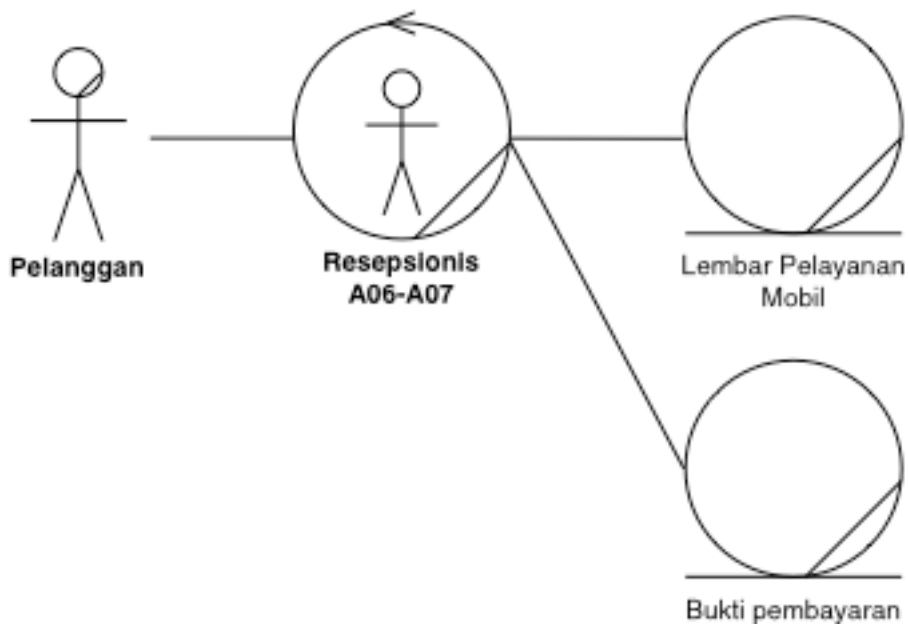 Pelanggan
Resepsionis
A06-A07
Lembar Pelayanan
Mobil
Bukti pembayaran